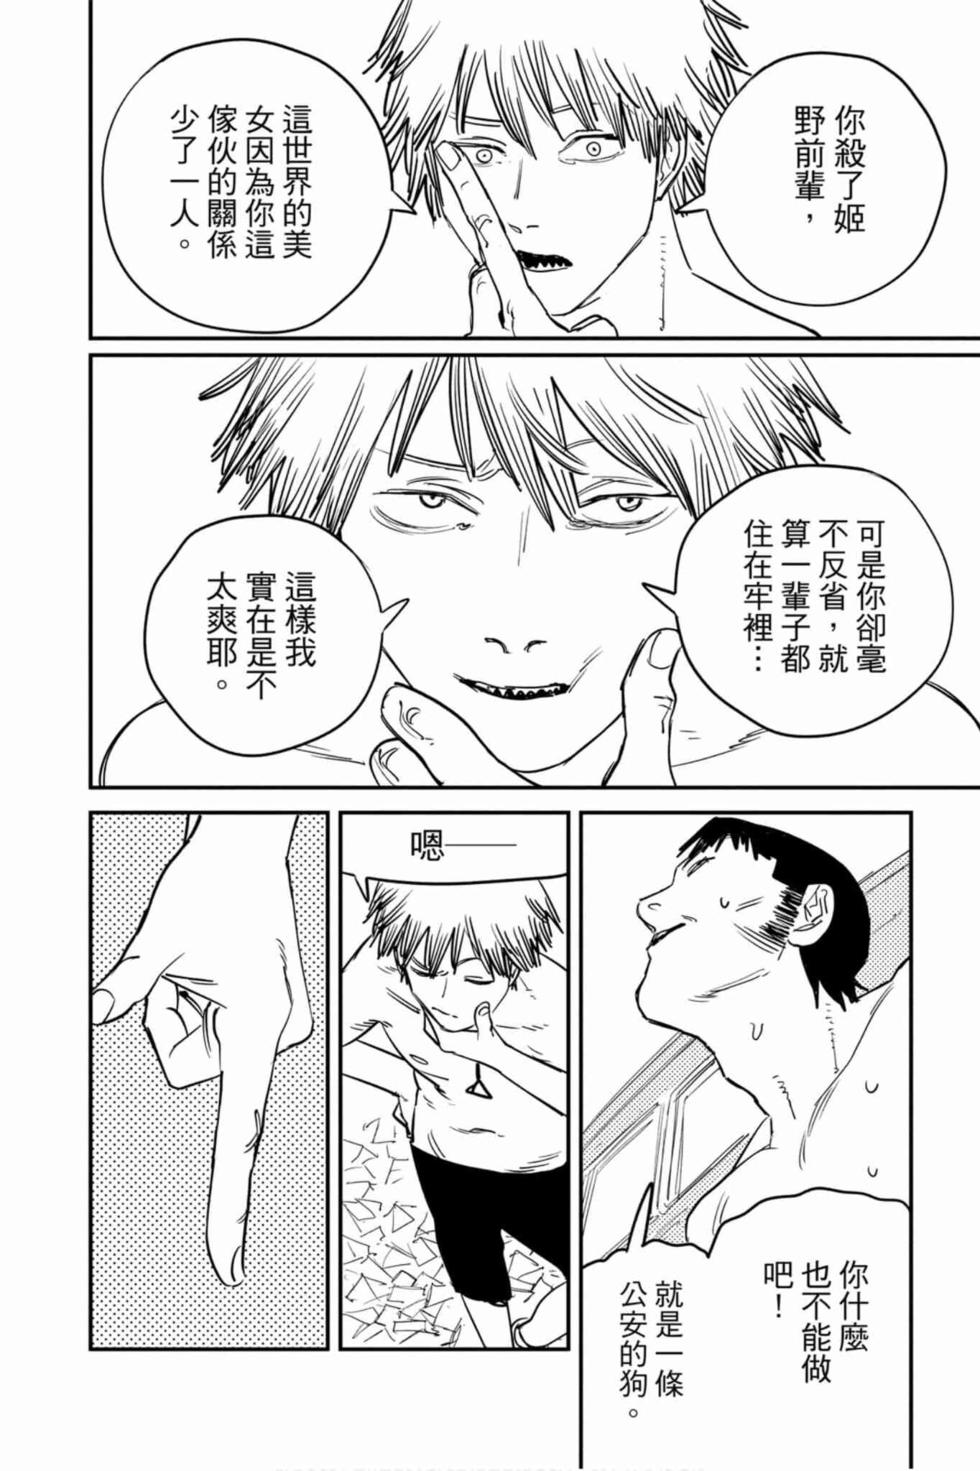 你殺了姬
野前輩，
這世界的美
女因為你這
傢伙的關係
少了一人。
可是你卻毫
不反省，就
算一輩子都
住在牢裡…
這樣我
實在是不
太爽耶。
你什麼
也不能做
吧！
就是一條
公安的狗。
嗯——